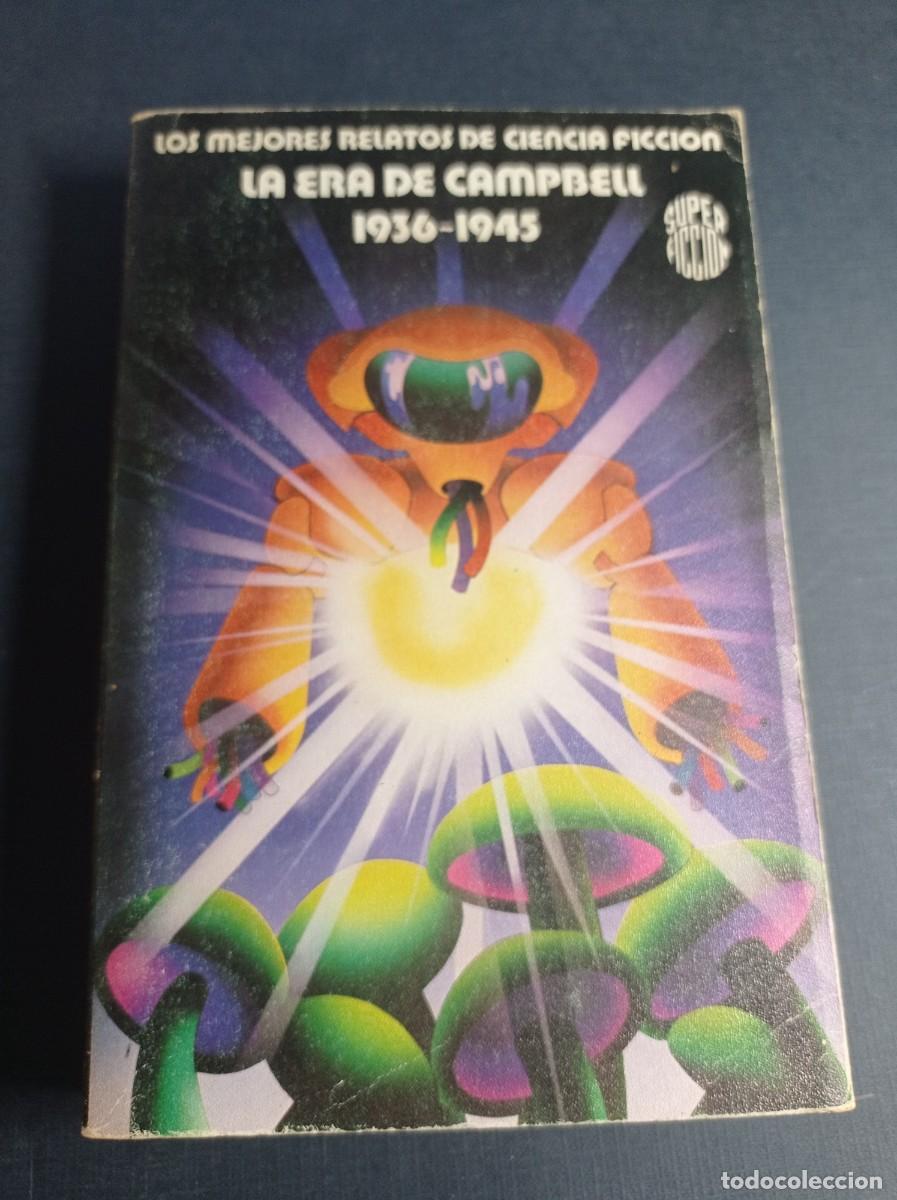 LOS MEJORES RELATOS DE CIENCIA FICCION
LA ERA DE CAMPBELL
1936-1945
SUPER
FICCION
todocoleccion